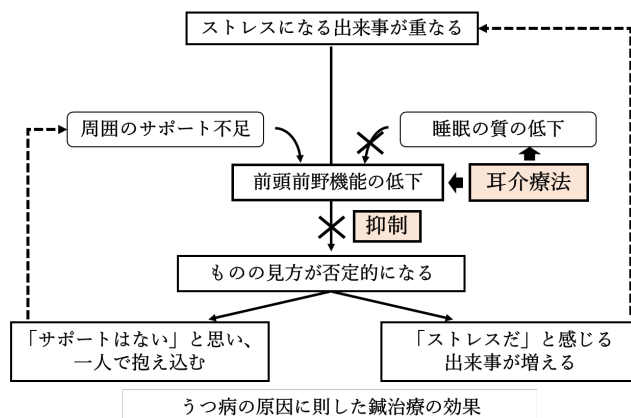 ストレスになる出来事が重なる
周囲のサポート不足
睡眠の質の低下
前頭前野機能の低下
耳介療法
抑制
ものの見方が否定的になる
「サポートはない」と思い、
一人で抱え込む
「ストレスだ」と感じる
出来事が増える
うつ病の原因に則した鍼治療の効果